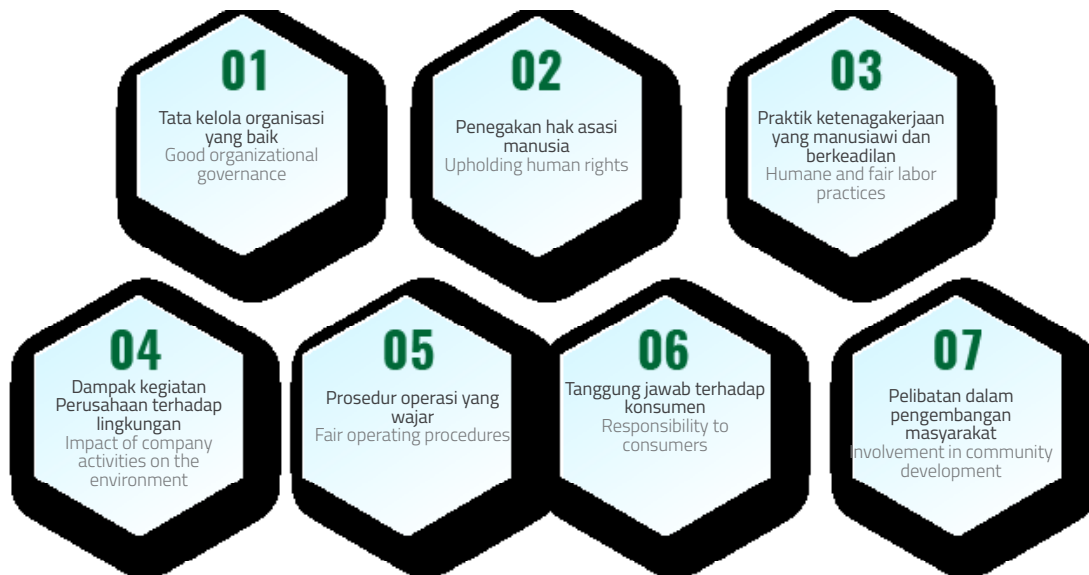 01
Tata kelola organisasi
yang baik
Good organizational
governance
02
Penegakan hak asasi
manusia
Upholding human rights
03
Praktik ketenagakerjaan
yang manusiawi dan
berkeadilan
Humane and fair labor
practices
04
Dampak kegiatan
Perusahaan terhadap
lingkungan
Impact of company
activities on the
environment
05
Prosedur operasi yang
wajar
Fair operating procedures
06
Tanggung jawab terhadap
konsumen
Responsibility to
consumers
07
Pelibatan dalam
pengembangan
masyarakat
Involvement in community
development